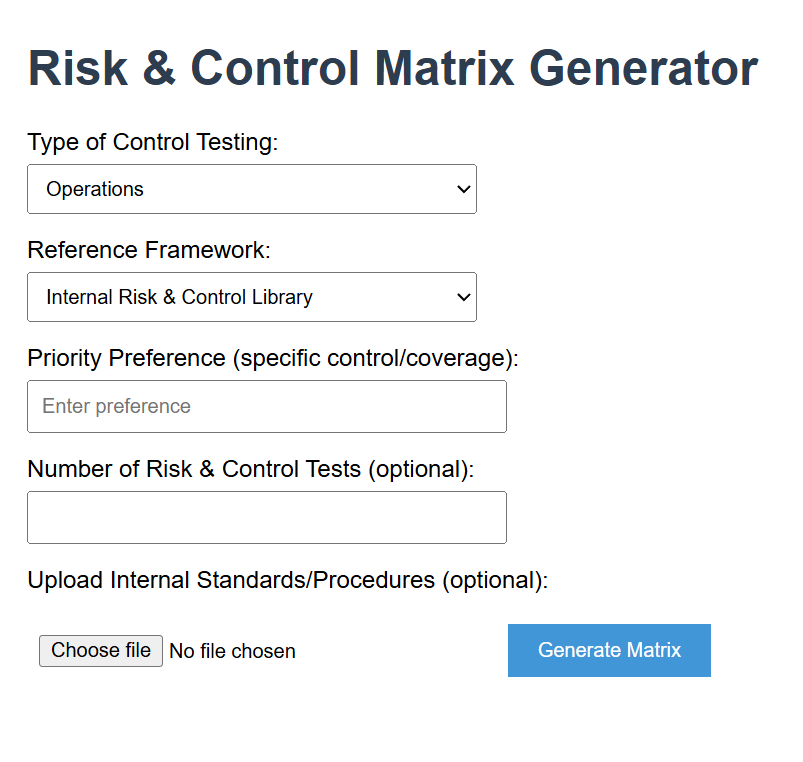 Risk & Control Matrix Generator
Type of Control Testing:
Operations
Reference Framework:
Internal Risk & Control Library
Priority Preference (specific control/coverage):
Enter preference
Number of Risk & Control Tests (optional):
Upload Internal Standards/Procedures (optional):
Choose file No file chosen
Generate Matrix